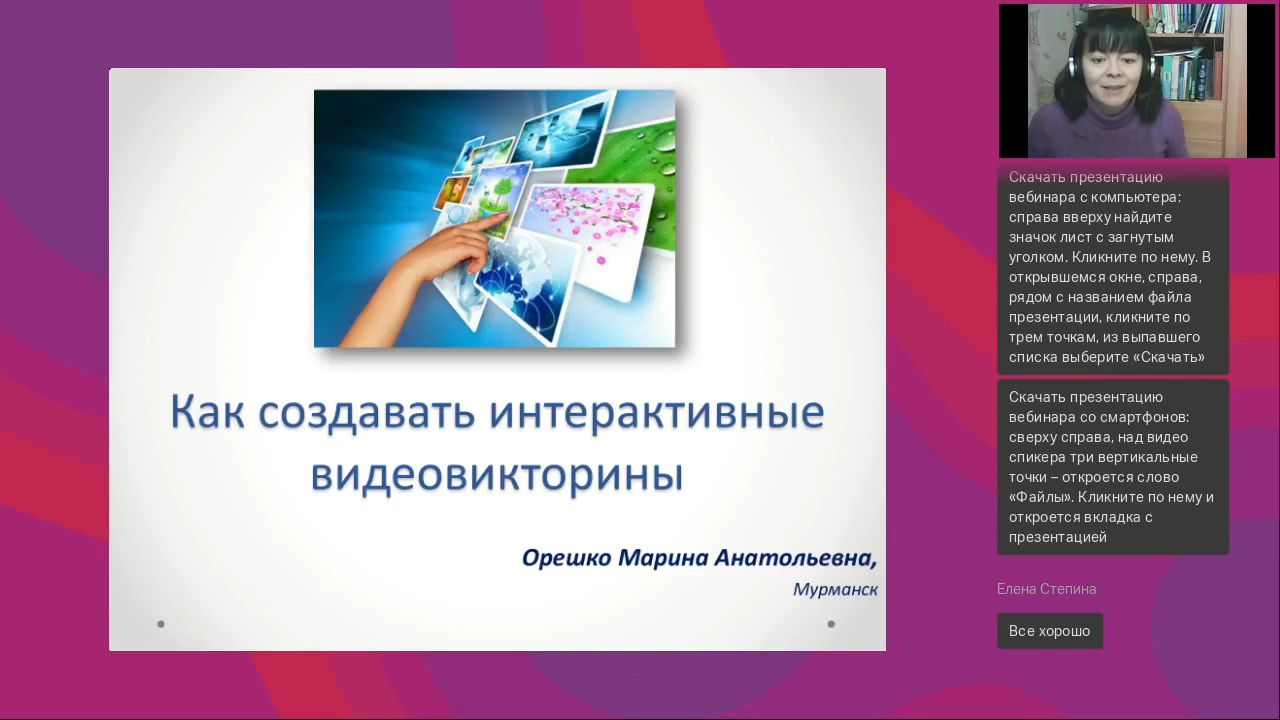 Как создавать интерактивные
видеовикторины
Орешко Марина Анатольевна,
Мурманск
Скачать презентацию
вебинара с компьютера:
справа вверху найдите
значок лист с загнутым
уголком. Кликните по нему. В
открывшемся окне, справа,
рядом с названием файла
презентации, кликните по
трем точкам, из выпавшего
списка выберите «Скачать»
Скачать презентацию
вебинара со смартфонов:
сверху справа, над видео
спикера три вертикальные
точки – откроется слово
«Файлы». Кликните по нему и
откроется вкладка с
презентацией
Елена Степина
Все хорошо